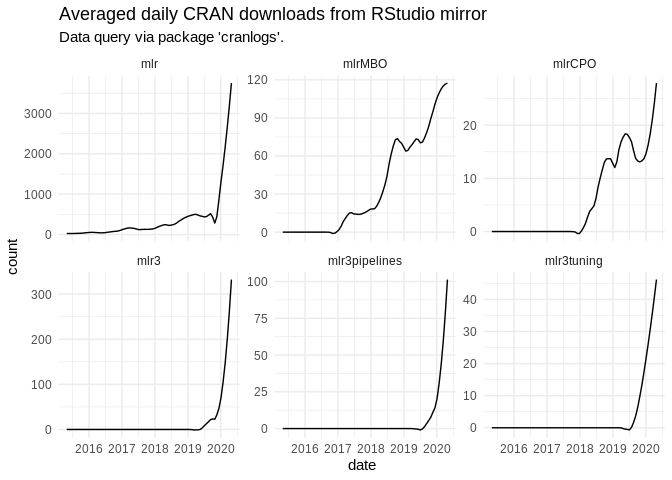 Averaged daily CRAN downloads from RStudio mirror
Data query via package 'cranlogs'.
mlr
mlrMBO
mlrCPO
3000
2000
1000
0
120
90
60
30
0
20
10
0
count
mlr3
mlr3pipelines
mlr3tuning
300
200
100
0
100
75
50
25
0
40
30
20
10
0
2016 2017 2018 2019 2020
2016 2017 2018 2019 2020
2016 2017 2018 2019 2020
date